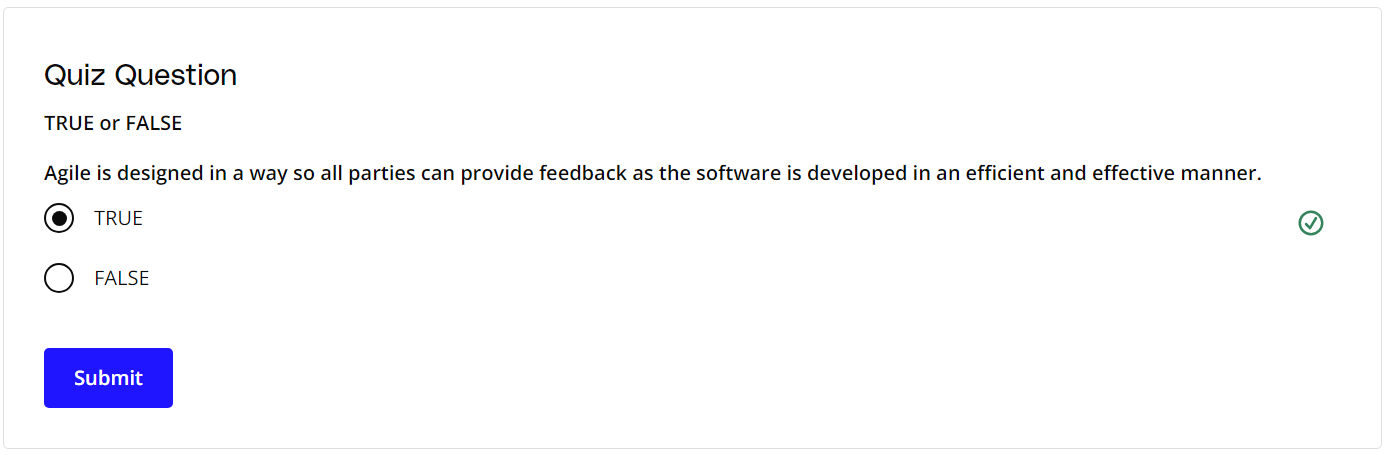 Quiz Question
TRUE or FALSE
Agile is designed in a way so all parties can provide feedback as the software is developed in an efficient and effective manner.
TRUE
FALSE
Submit